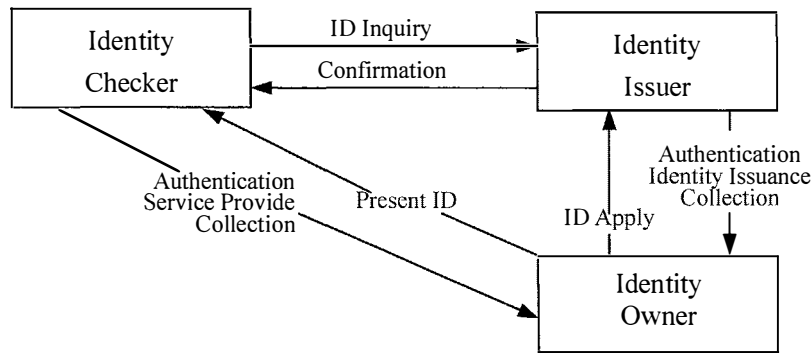 Identity
Checker
ID Inquiry
Confirmation
Identity
Issuer
Authentication
Service Provide
Collection
Present ID
ID Apply
Authentication
Identity Issuance
Collection
Identity
Owner